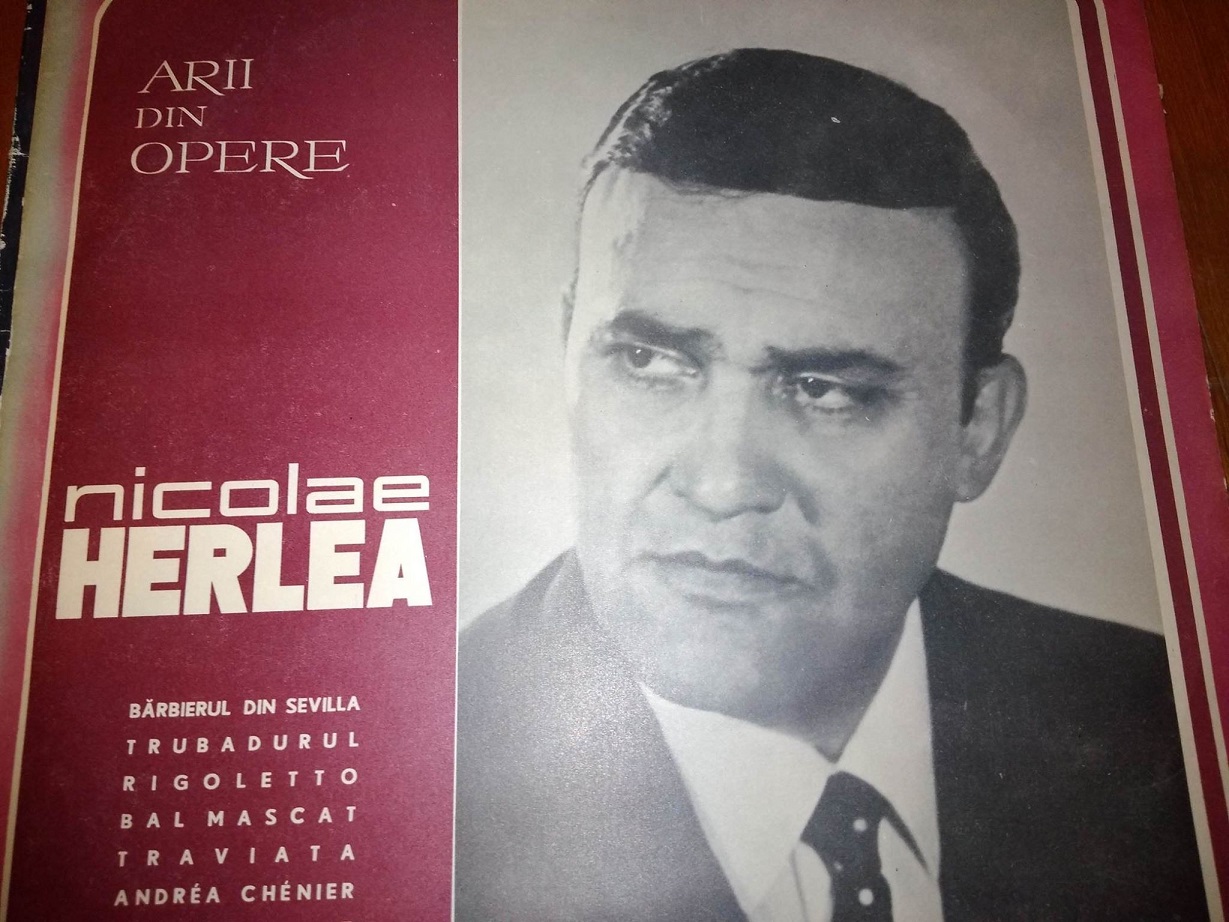 ARII
DIN
OPERE
nicolae
HERLEA
BĂRBIERUL DIN SEVILLA
TRUBADURUL
RIGOLETTO
BAL MASCAT
TRAVIATA
ANDRÉA CHÉNIER